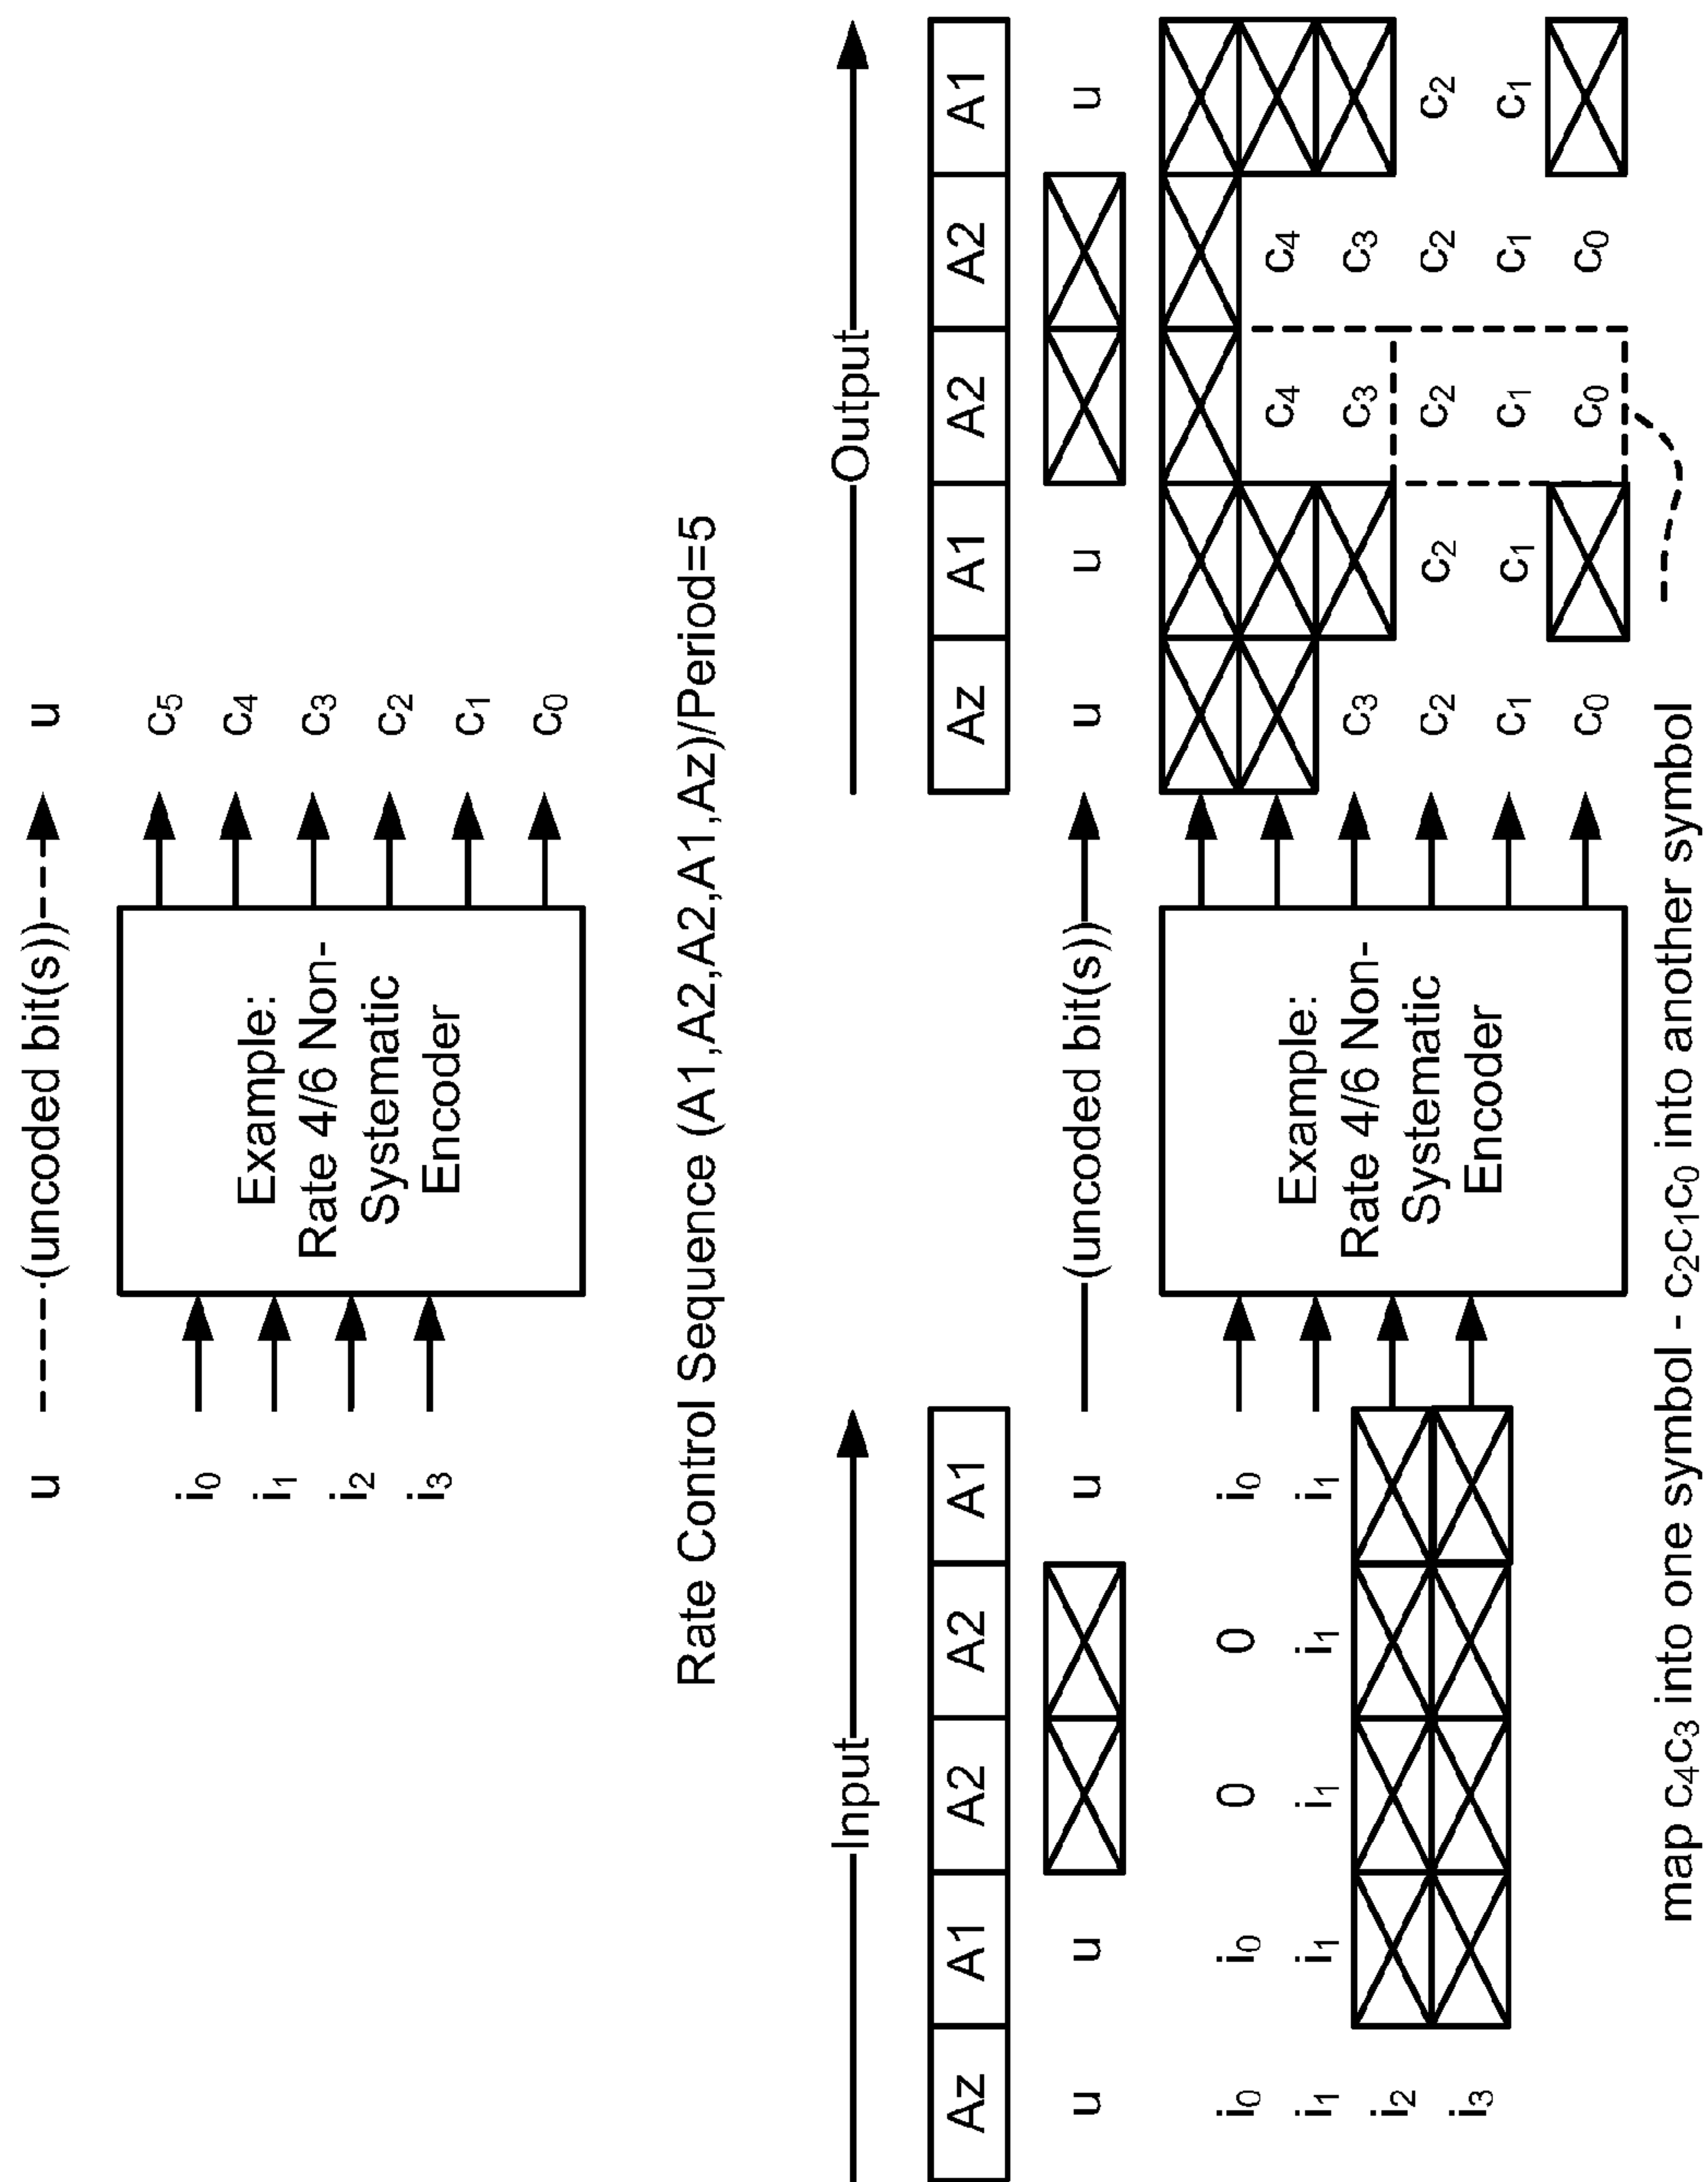 u (uncoded bit(s)) u
i₀
i₁
i₂
i₃
Example:
Rate 4/6 Non-
Systematic
Encoder
c₅
c₄
c₃
c₂
c₁
c₀
Rate Control Sequence (A1,A2,A2,A1,Az)/Period=5
Input
Output
Az A1 A2 A2 A1
Az A1 A2 A2 A1
u u u (uncoded bit(s)) u u u
i₀ i₀ 0 0 i₀
i₁ i₁ i₁ i₁ i₁
i₂
i₃
Example:
Rate 4/6 Non-
Systematic
Encoder
c₄ c₄
c₃ c₃ c₃
c₂ c₂ c₂ c₂ c₂
c₁ c₁ c₁ c₁ c₁
c₀ c₀ c₀
map c₄c₃ into one symbol - c₂c₁c₀ into another symbol